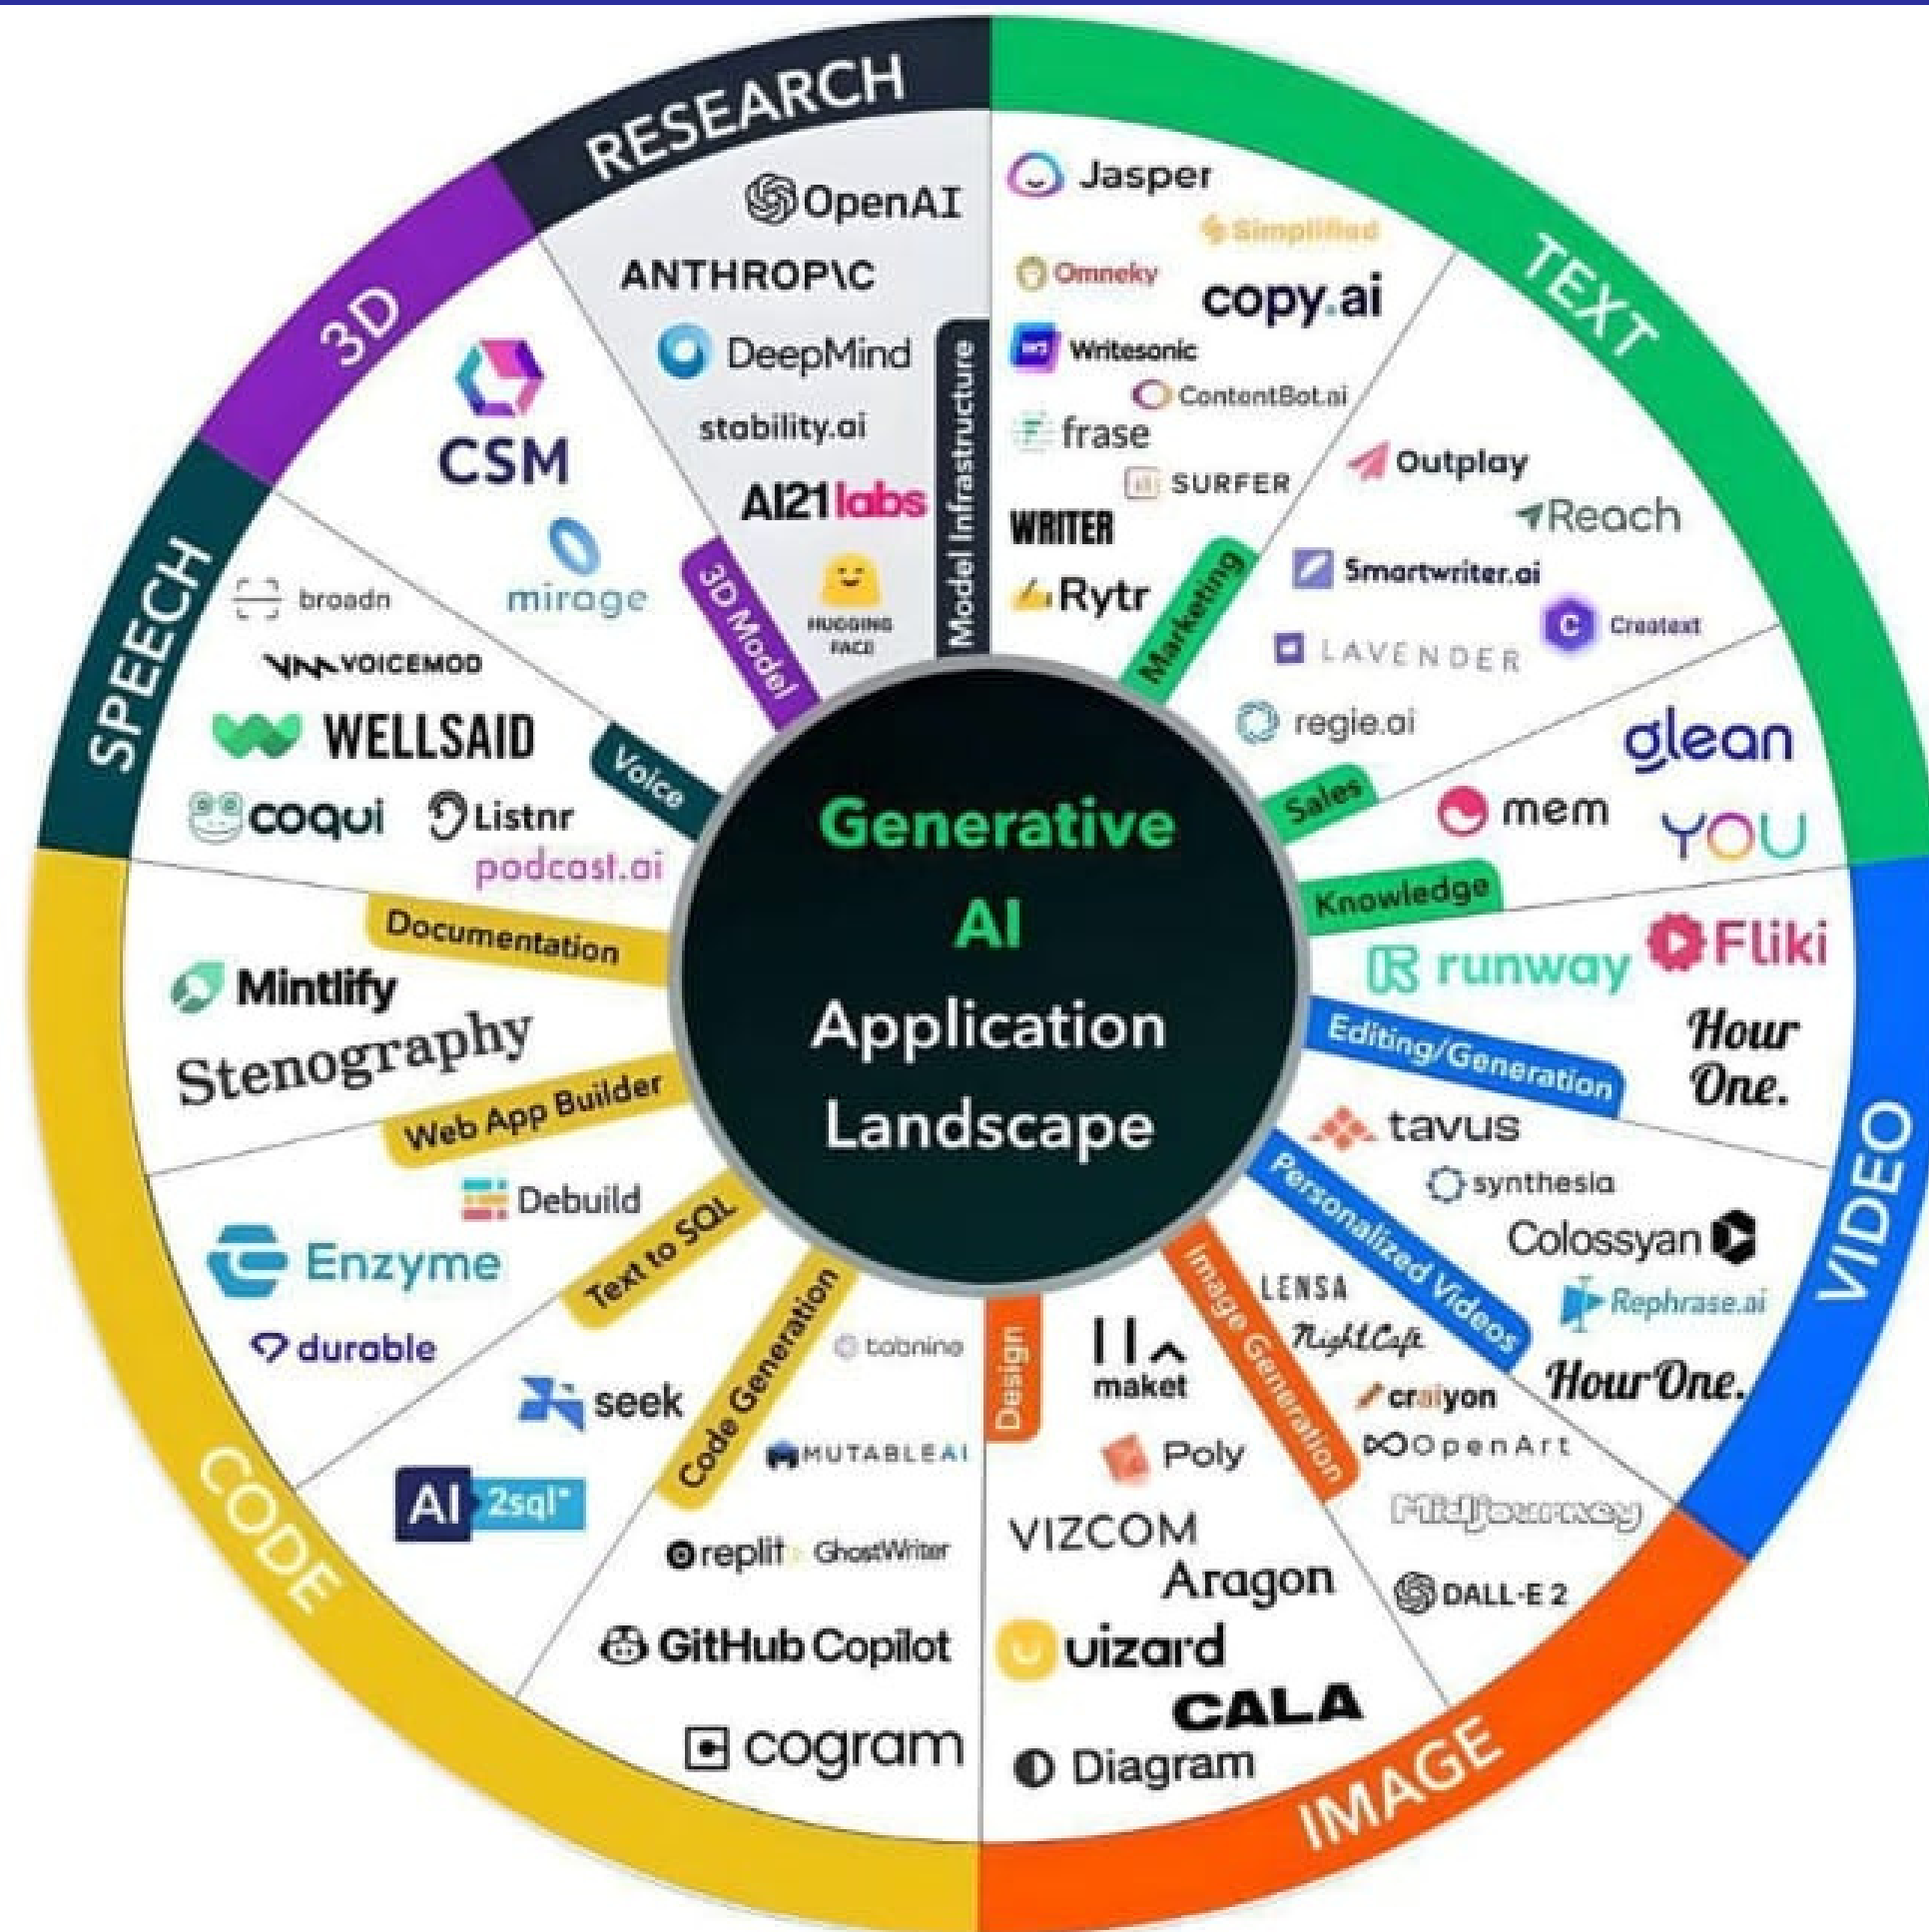 RESEARCH
OpenAI
ANTHROP\C
DeepMind
stability.ai
AI21labs
HUGGING
FACE
Model Infrastructure
TEXT
Jasper
Simplified
Omneky
copy.ai
Writesonic
ContentBot.ai
frase
SURFER
WRITER
Rytr
Marketing
Outplay
Reach
Smartwriter.ai
C Creatext
LAVENDER
regie.ai
Sales
glean
mem
YOU
Knowledge
VIDEO
runway
Fliki
Hour
One.
Editing/Generation
tavus
synthesia
Colossyan
Rephrase.ai
Hour One.
Personalized Videos
IMAGE
LENSA
NightCafe
craiyon
OpenArt
Midjourney
DALL·E 2
Image Generation
maket
Poly
VIZCOM
Aragon
uizard
CALA
Diagram
Design
CODE
tabnine
MUTABLEAI
replit GhostWriter
GitHub Copilot
cogram
Code Generation
seek
AI 2sql
Text to SQL
Debuild
Enzyme
durable
Web App Builder
Mintlify
Stenography
Documentation
SPEECH
broadn
VOICEMOD
WELLSAID
coqui
Listnr
podcast.ai
Voice
3D
CSM
mirage
3D Model
Generative
AI
Application
Landscape